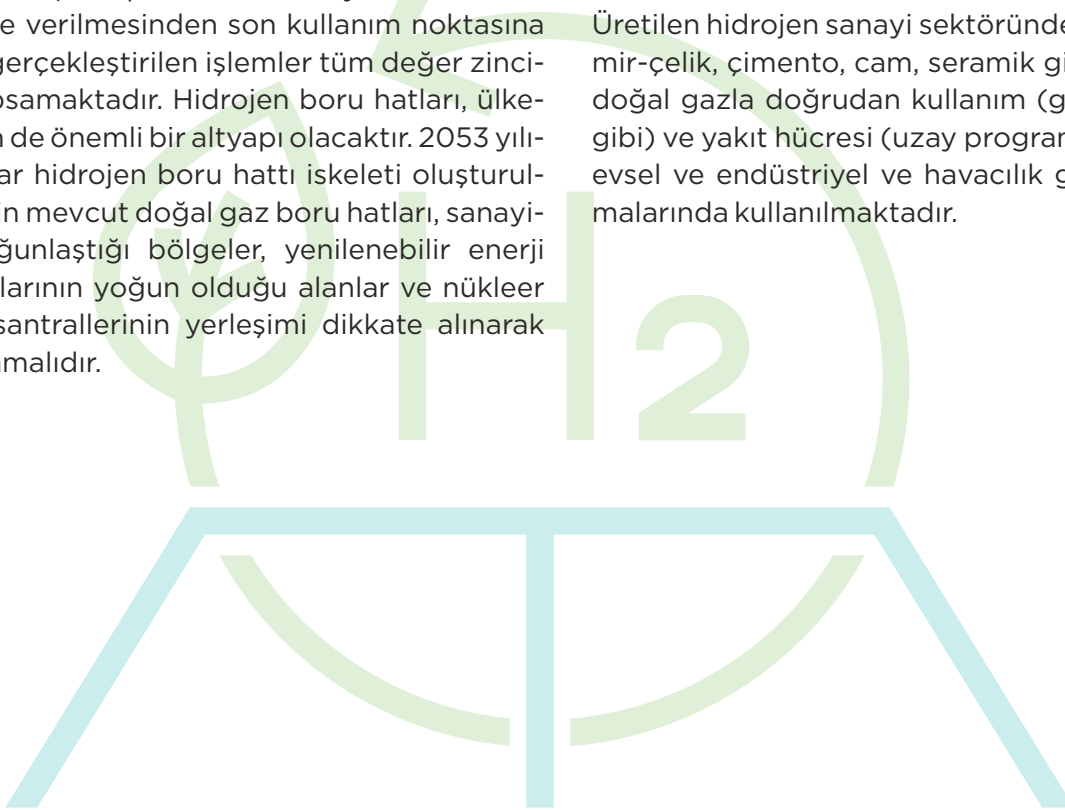 e verilmesinden son kullanım noktasına
gerçekleştirilen işlemler tüm değer zinci-
psamaktadır. Hidrojen boru hatları, ülke-
n de önemli bir altyapı olacaktır. 2053 yılı-
ar hidrojen boru hattı iskeleti oluşturul-
in mevcut doğal gaz boru hatları, sanayi-
ğunlaştığı bölgeler, yenilenebilir enerji
larının yoğun olduğu alanlar ve nükleer
santrallerinin yerleşimi dikkate alınarak
malıdır.
Üretilen hidrojen sanayi sektöründe
mir-çelik, çimento, cam, seramik gi
doğal gazla doğrudan kullanım (g
gibi) ve yakıt hücresi (uzay program
evsel ve endüstriyel ve havacılık g
malarında kullanılmaktadır.
H2